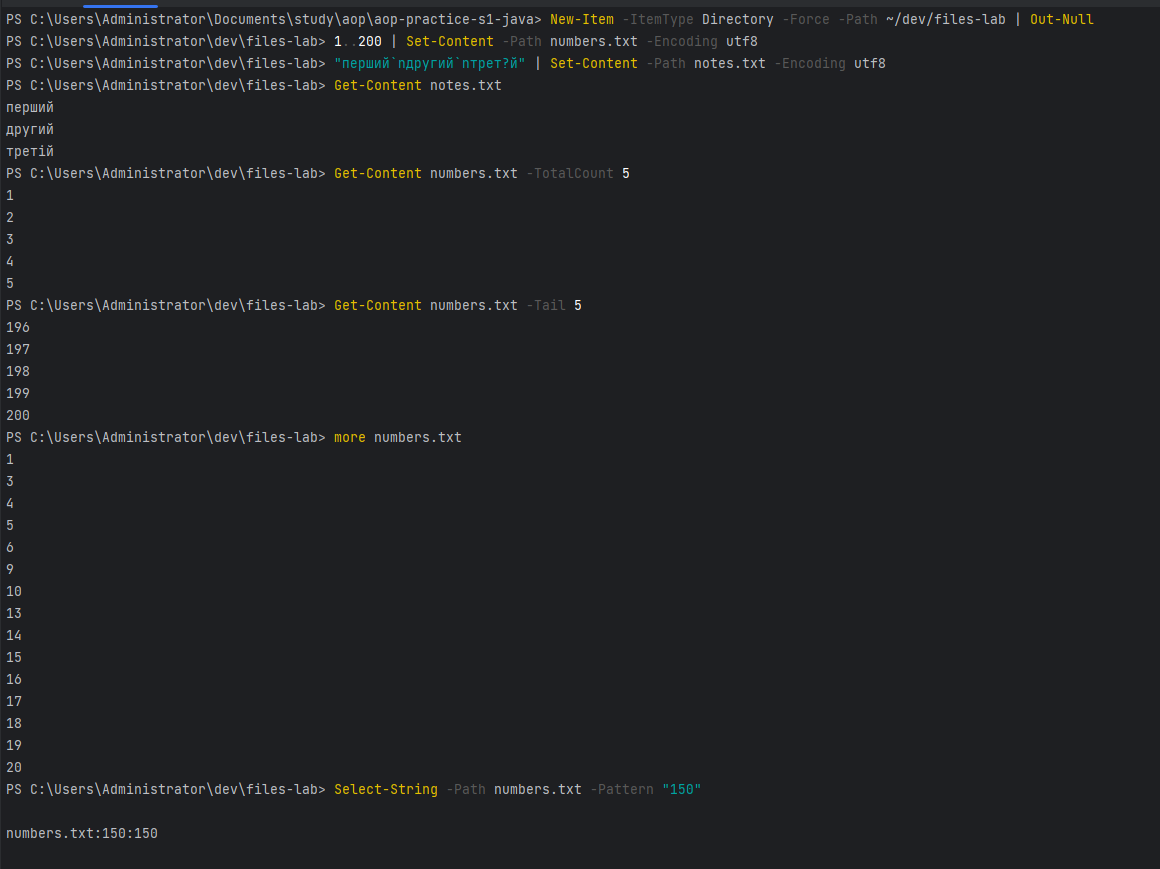 PS C:\Users\Administrator\Documents\study\aop\aop-practice-s1-java> New-Item -ItemType Directory -Force -Path ~/dev/files-lab | Out-Null
PS C:\Users\Administrator\dev\files-lab> 1..200 | Set-Content -Path numbers.txt -Encoding utf8
PS C:\Users\Administrator\dev\files-lab> "перший`nдругий`nтрет?й" | Set-Content -Path notes.txt -Encoding utf8
PS C:\Users\Administrator\dev\files-lab> Get-Content notes.txt
перший
другий
третій
PS C:\Users\Administrator\dev\files-lab> Get-Content numbers.txt -TotalCount 5
1
2
3
4
5
PS C:\Users\Administrator\dev\files-lab> Get-Content numbers.txt -Tail 5
196
197
198
199
200
PS C:\Users\Administrator\dev\files-lab> more numbers.txt
1
3
4
5
6
9
10
13
14
15
16
17
18
19
20
PS C:\Users\Administrator\dev\files-lab> Select-String -Path numbers.txt -Pattern "150"
numbers.txt:150:150